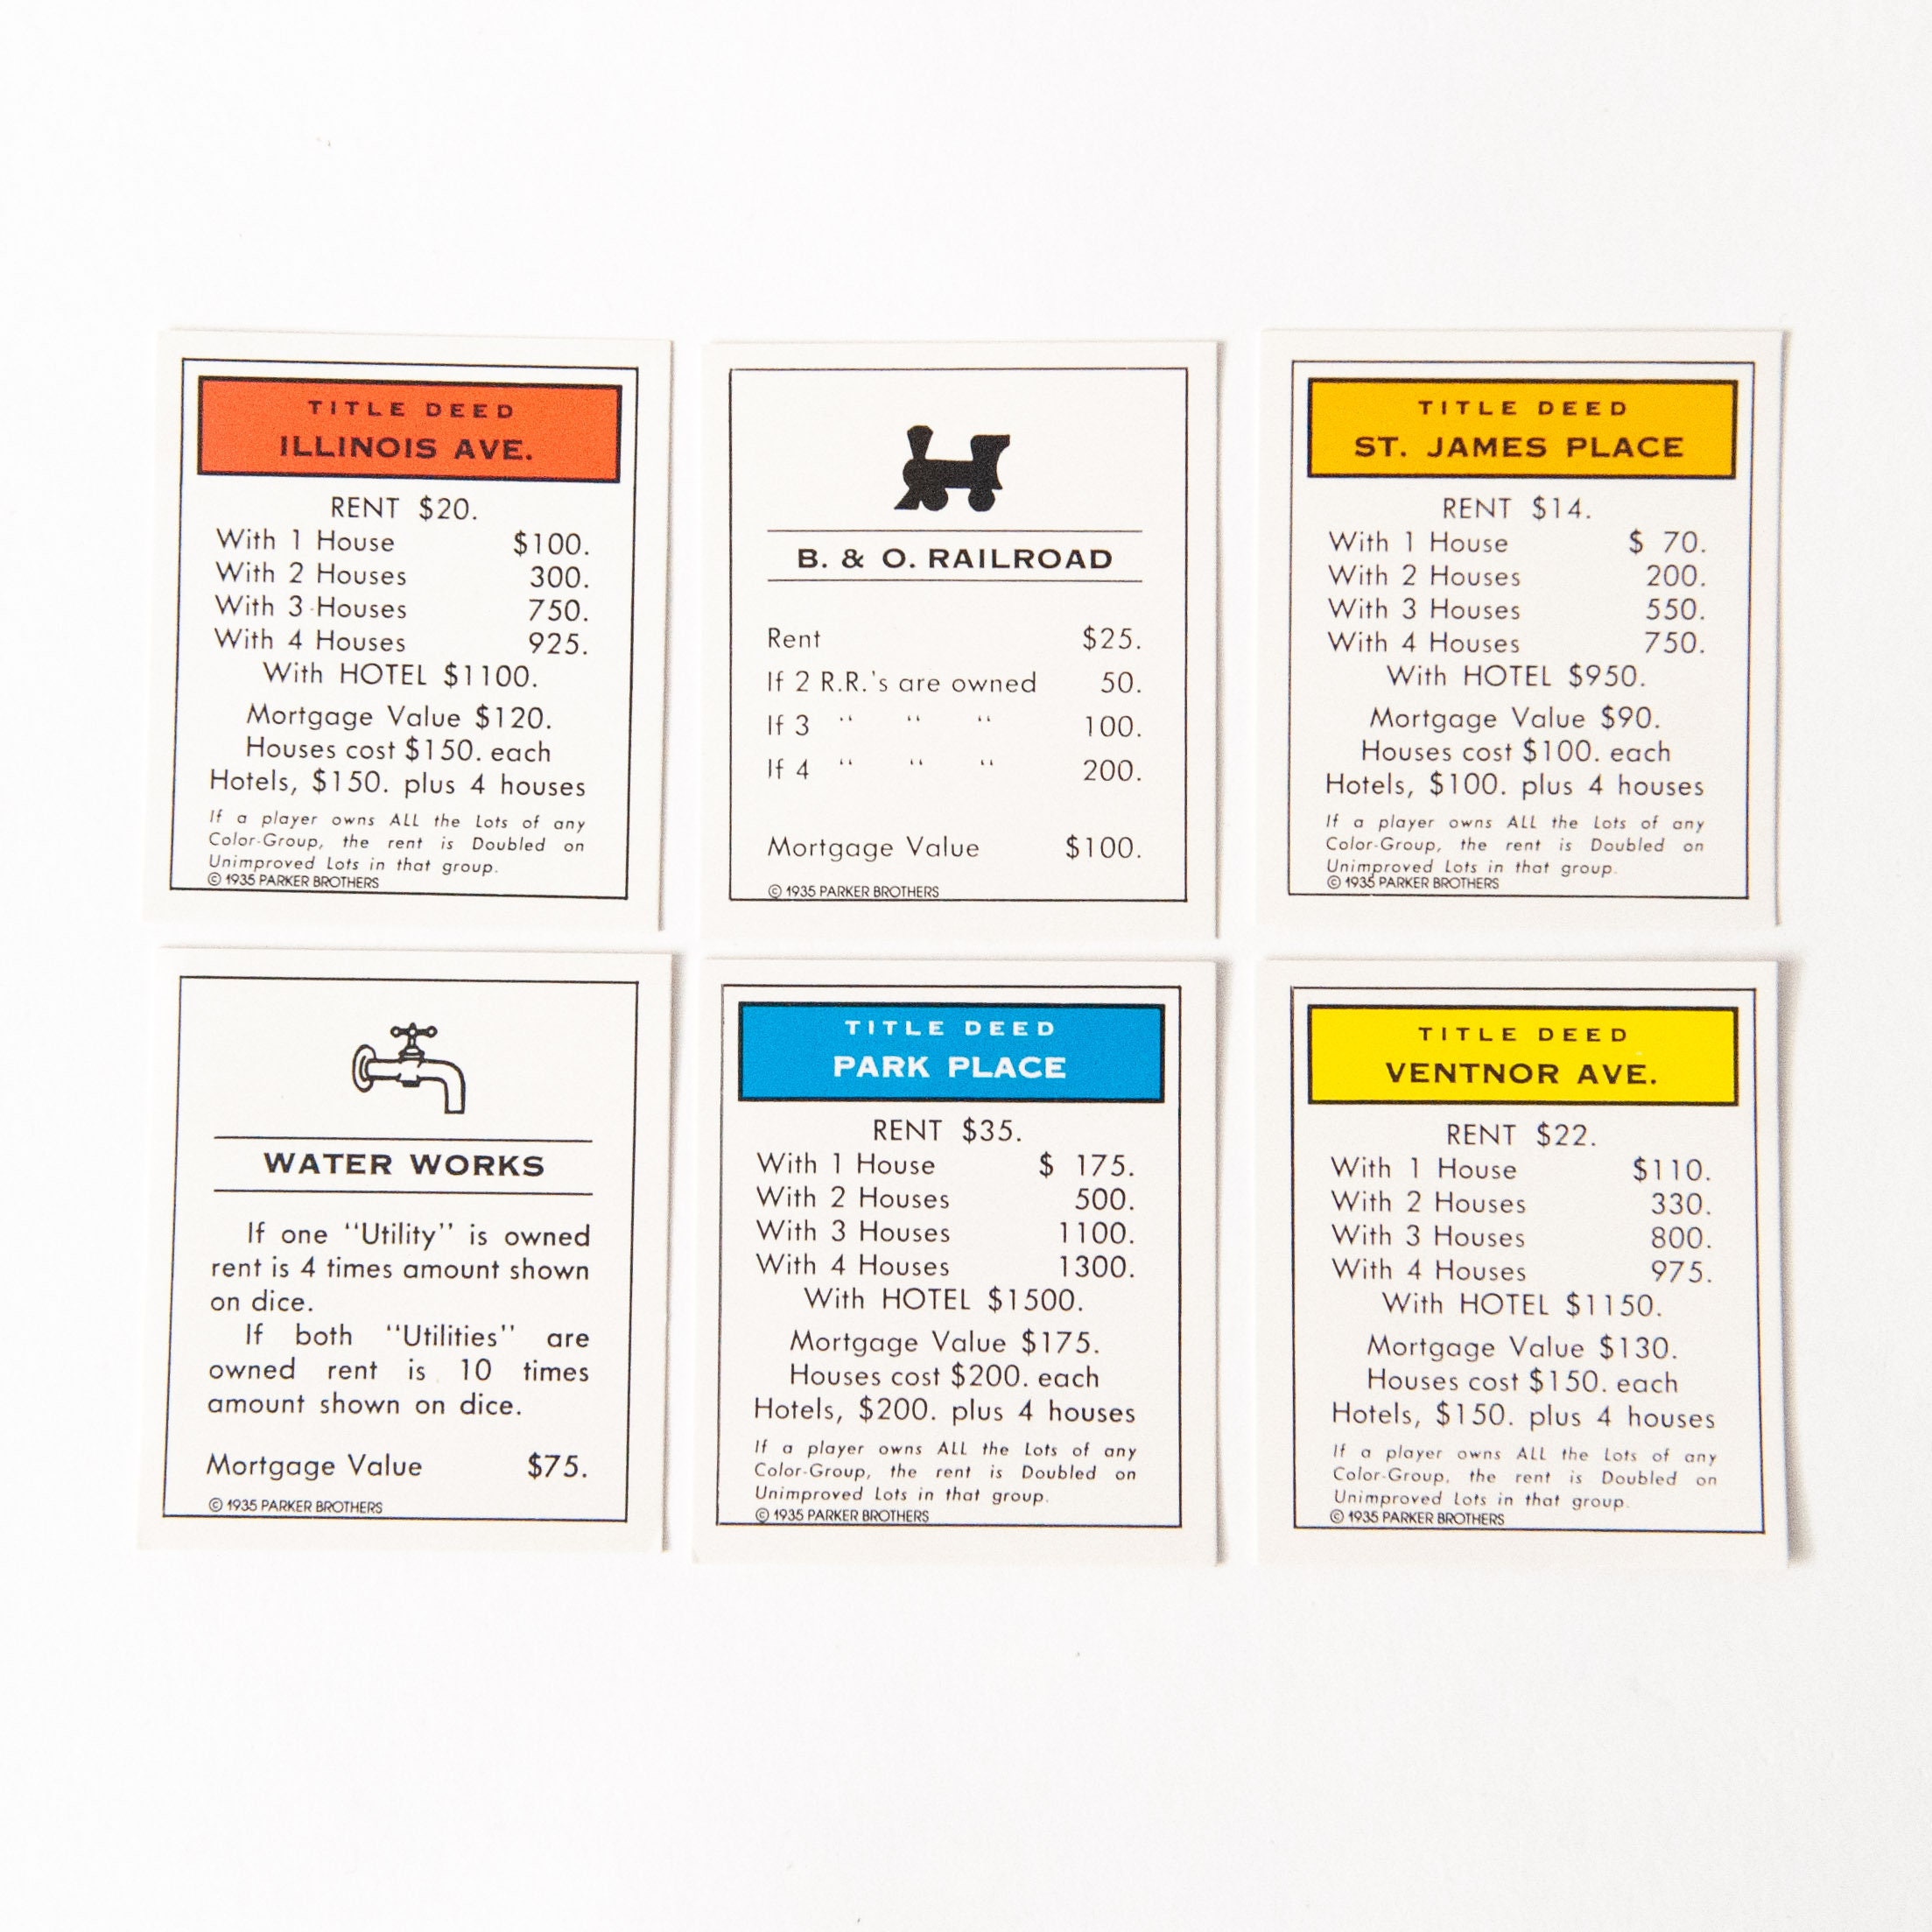 TITLE DEED
ILLINOIS AVE.
RENT $20.
With 1 House $100.
With 2 Houses 300.
With 3 Houses 750.
With 4 Houses 925.
With HOTEL $1100.
Mortgage Value $120.
Houses cost $150. each
Hotels, $150. plus 4 houses
If a player owns ALL the Lots of any
Color-Group, the rent is Doubled on
Unimproved Lots in that group.
© 1935 PARKER BROTHERS
B. & O. RAILROAD
Rent $25.
If 2 R.R.'s are owned 50.
If 3 " " " 100.
If 4 " " " 200.
Mortgage Value $100.
© 1935 PARKER BROTHERS
TITLE DEED
ST. JAMES PLACE
RENT $14.
With 1 House $ 70.
With 2 Houses 200.
With 3 Houses 550.
With 4 Houses 750.
With HOTEL $950.
Mortgage Value $90.
Houses cost $100. each
Hotels, $100. plus 4 houses
If a player owns ALL the Lots of any
Color-Group, the rent is Doubled on
Unimproved Lots in that group.
© 1935 PARKER BROTHERS
WATER WORKS
If one "Utility" is owned
rent is 4 times amount shown
on dice.
If both "Utilities" are
owned rent is 10 times
amount shown on dice.
Mortgage Value $75.
© 1935 PARKER BROTHERS
TITLE DEED
PARK PLACE
RENT $35.
With 1 House $ 175.
With 2 Houses 500.
With 3 Houses 1100.
With 4 Houses 1300.
With HOTEL $1500.
Mortgage Value $175.
Houses cost $200. each
Hotels, $200. plus 4 houses
If a player owns ALL the Lots of any
Color-Group, the rent is Doubled on
Unimproved Lots in that group.
© 1935 PARKER BROTHERS
TITLE DEED
VENTNOR AVE.
RENT $22.
With 1 House $110.
With 2 Houses 330.
With 3 Houses 800.
With 4 Houses 975.
With HOTEL $1150.
Mortgage Value $130.
Houses cost $150. each
Hotels, $150. plus 4 houses
If a player owns ALL the Lots of any
Color-Group, the rent is Doubled on
Unimproved Lots in that group.
© 1935 PARKER BROTHERS